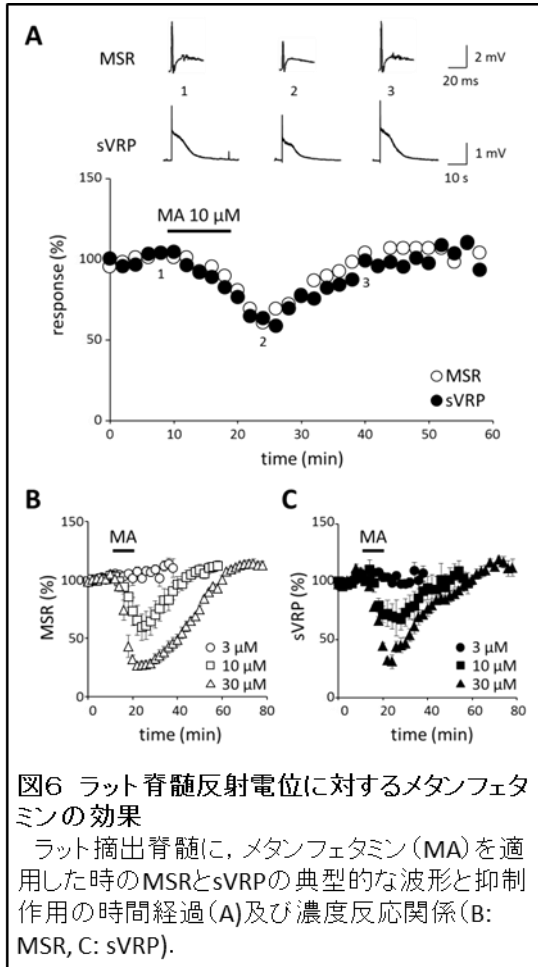 A
MSR
1
2
3
2 mV
20 ms
sVRP
1 mV
10 s
150
MA 10 μM
100
response (%)
50
0
1
2
3
MSR
sVRP
0 10 20 30 40 50 60
time (min)
B
C
150
MA
100
MSR (%)
50
0
3 μM
10 μM
30 μM
0 20 40 60 80
time (min)
150
MA
100
sVRP (%)
50
0
3 μM
10 μM
30 μM
0 20 40 60 80
time (min)
図6 ラット脊髄反射電位に対するメタンフェタ
ミンの効果
ラット摘出脊髄に，メタンフェタミン（MA）を適
用した時のMSRとsVRPの典型的な波形と抑制
作用の時間経過（A）及び濃度反応関係（B:
MSR, C: sVRP）.